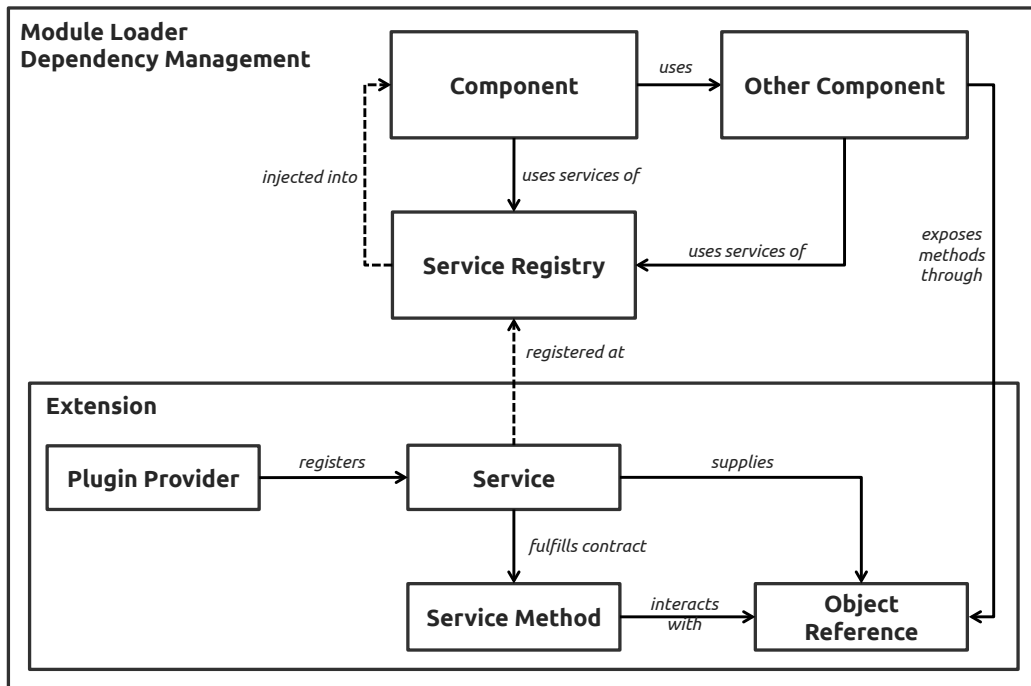 Module Loader
Dependency Management
Component
uses
Other Component
injected into
uses services of
Service Registry
uses services of
exposes
methods
through
registered at
Extension
Plugin Provider
registers
Service
supplies
fulfills contract
Service Method
interacts
with
Object
Reference